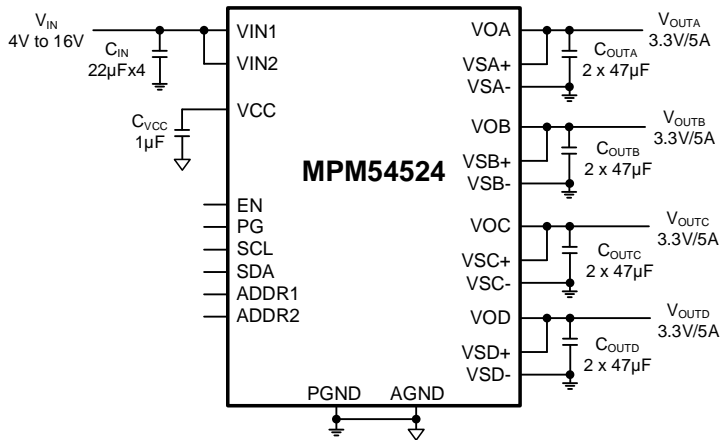 VIN
4V to 16V
CIN
22µFx4
CVCC
1µF
VIN1
VIN2
VCC
EN
PG
SCL
SDA
ADDR1
ADDR2
MPM54524
PGND
AGND
VOA
VSA+
VSA-
VOB
VSB+
VSB-
VOC
VSC+
VSC-
VOD
VSD+
VSD-
COUTA
2 x 47µF
VOUTA
3.3V/5A
COUTB
2 x 47µF
VOUTB
3.3V/5A
COUTC
2 x 47µF
VOUTC
3.3V/5A
COUTD
2 x 47µF
VOUTD
3.3V/5A